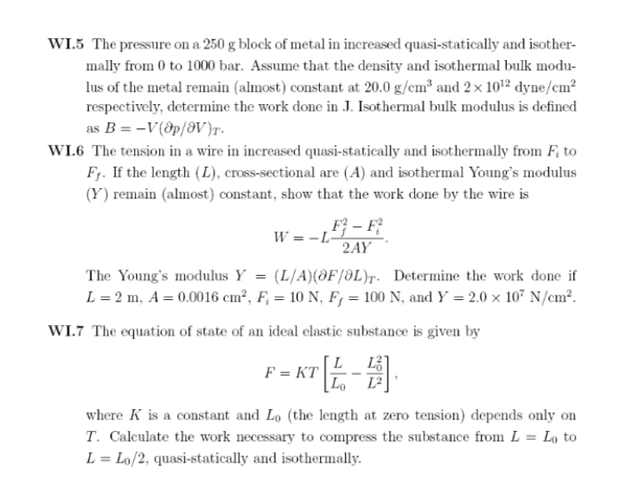 WI.5 The pressure on a 250 g block of metal in increased quasi-statically and isother-
mally from 0 to 1000 bar. Assume that the density and isothermal bulk modu-
lus of the metal remain (almost) constant at 20.0 g/cm³ and 2 × 10¹² dyne/cm²
respectively, determine the work done in J. Isothermal bulk modulus is defined
as B = −V(∂p/∂V)_T.
WI.6 The tension in a wire in increased quasi-statically and isothermally from F_i to
F_f. If the length (L), cross-sectional are (A) and isothermal Young's modulus
(Y) remain (almost) constant, show that the work done by the wire is
W = −L (F_f² − F_i²)/(2AY).
The Young's modulus Y = (L/A)(∂F/∂L)_T. Determine the work done if
L = 2 m, A = 0.0016 cm², F_i = 10 N, F_f = 100 N, and Y = 2.0 × 10⁷ N/cm².
WI.7 The equation of state of an ideal elastic substance is given by
F = KT [L/L₀ − L₀²/L²],
where K is a constant and L₀ (the length at zero tension) depends only on
T. Calculate the work necessary to compress the substance from L = L₀ to
L = L₀/2, quasi-statically and isothermally.